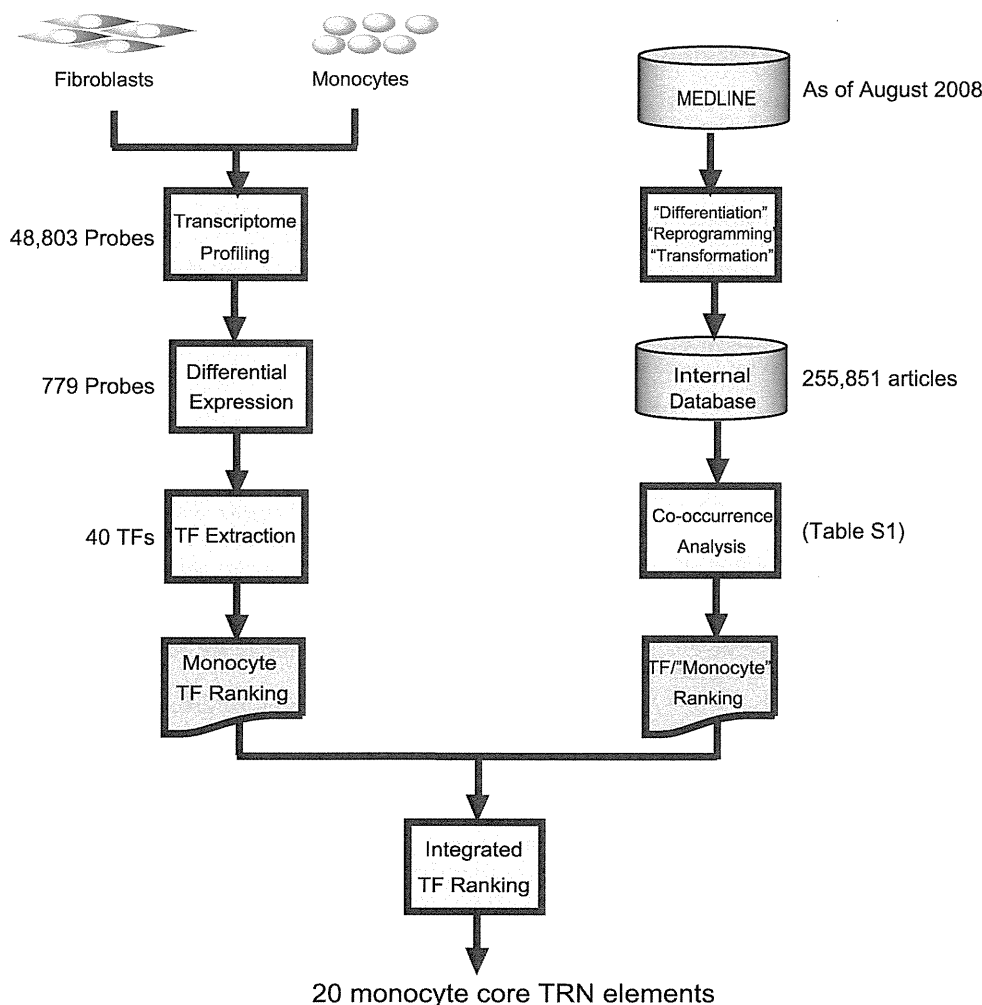 Fibroblasts
Monocytes
48,803 Probes
Transcriptome
Profiling
779 Probes
Differential
Expression
40 TFs
TF Extraction
Monocyte
TF Ranking
MEDLINE
As of August 2008
“Differentiation”
“Reprogramming”
“Transformation”
Internal
Database
255,851 articles
Co-occurrence
Analysis
(Table S1)
TF/”Monocyte”
Ranking
Integrated
TF Ranking
20 monocyte core TRN elements